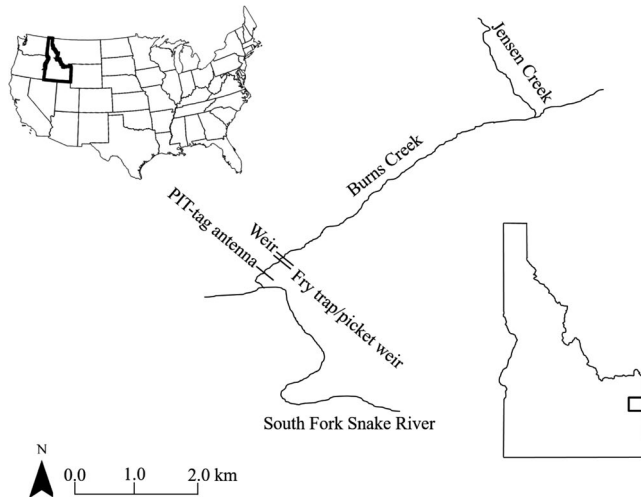 Jensen Creek
Burns Creek
PIT-tag antenna
Weir
Fry trap/picket weir
South Fork Snake River
N
0.0 1.0 2.0 km